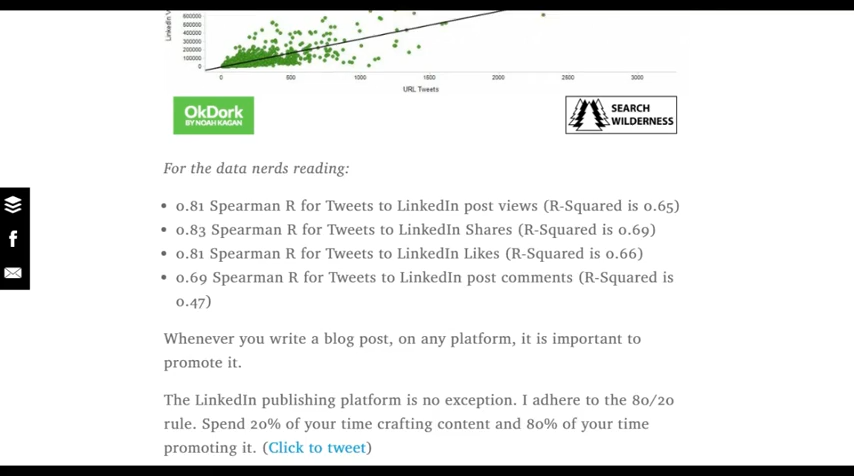 LinkedIn V
600000
500000
400000
300000
200000
100000
0
0 500 1000 1500 2000 2500 3000
URL Tweets
OkDork
BY NOAH KAGAN
SEARCH
WILDERNESS
For the data nerds reading:
• 0.81 Spearman R for Tweets to LinkedIn post views (R-Squared is 0.65)
• 0.83 Spearman R for Tweets to LinkedIn Shares (R-Squared is 0.69)
• 0.81 Spearman R for Tweets to LinkedIn Likes (R-Squared is 0.66)
• 0.69 Spearman R for Tweets to LinkedIn post comments (R-Squared is
0.47)
Whenever you write a blog post, on any platform, it is important to
promote it.
The LinkedIn publishing platform is no exception. I adhere to the 80/20
rule. Spend 20% of your time crafting content and 80% of your time
promoting it. (Click to tweet)